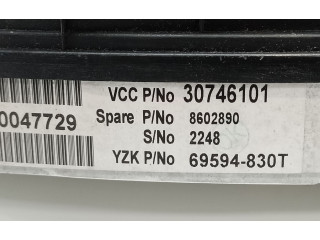 VCC P/No 30746101
0047729
Spare P/No 8602890
S/No 2248
YZK P/No 69594-830T